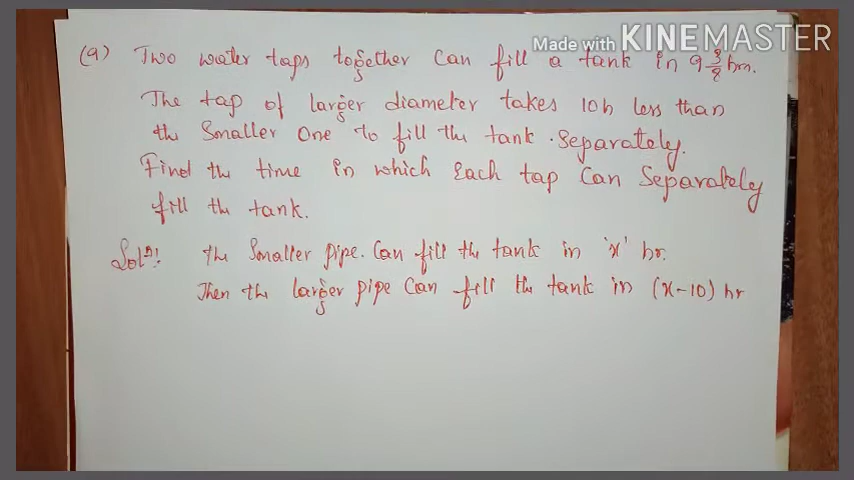 Made with KINEMASTER
(9) Two water taps together can fill a tank in 9 3/8 hrs.
The tap of larger diameter takes 10h less than
the smaller one to fill the tank . separately.
Find the time in which each tap can separately
fill the tank.
Solⁿ: the smaller pipe. can fill the tank in 'x' hr.
Then the larger pipe can fill the tank in (x-10) hr